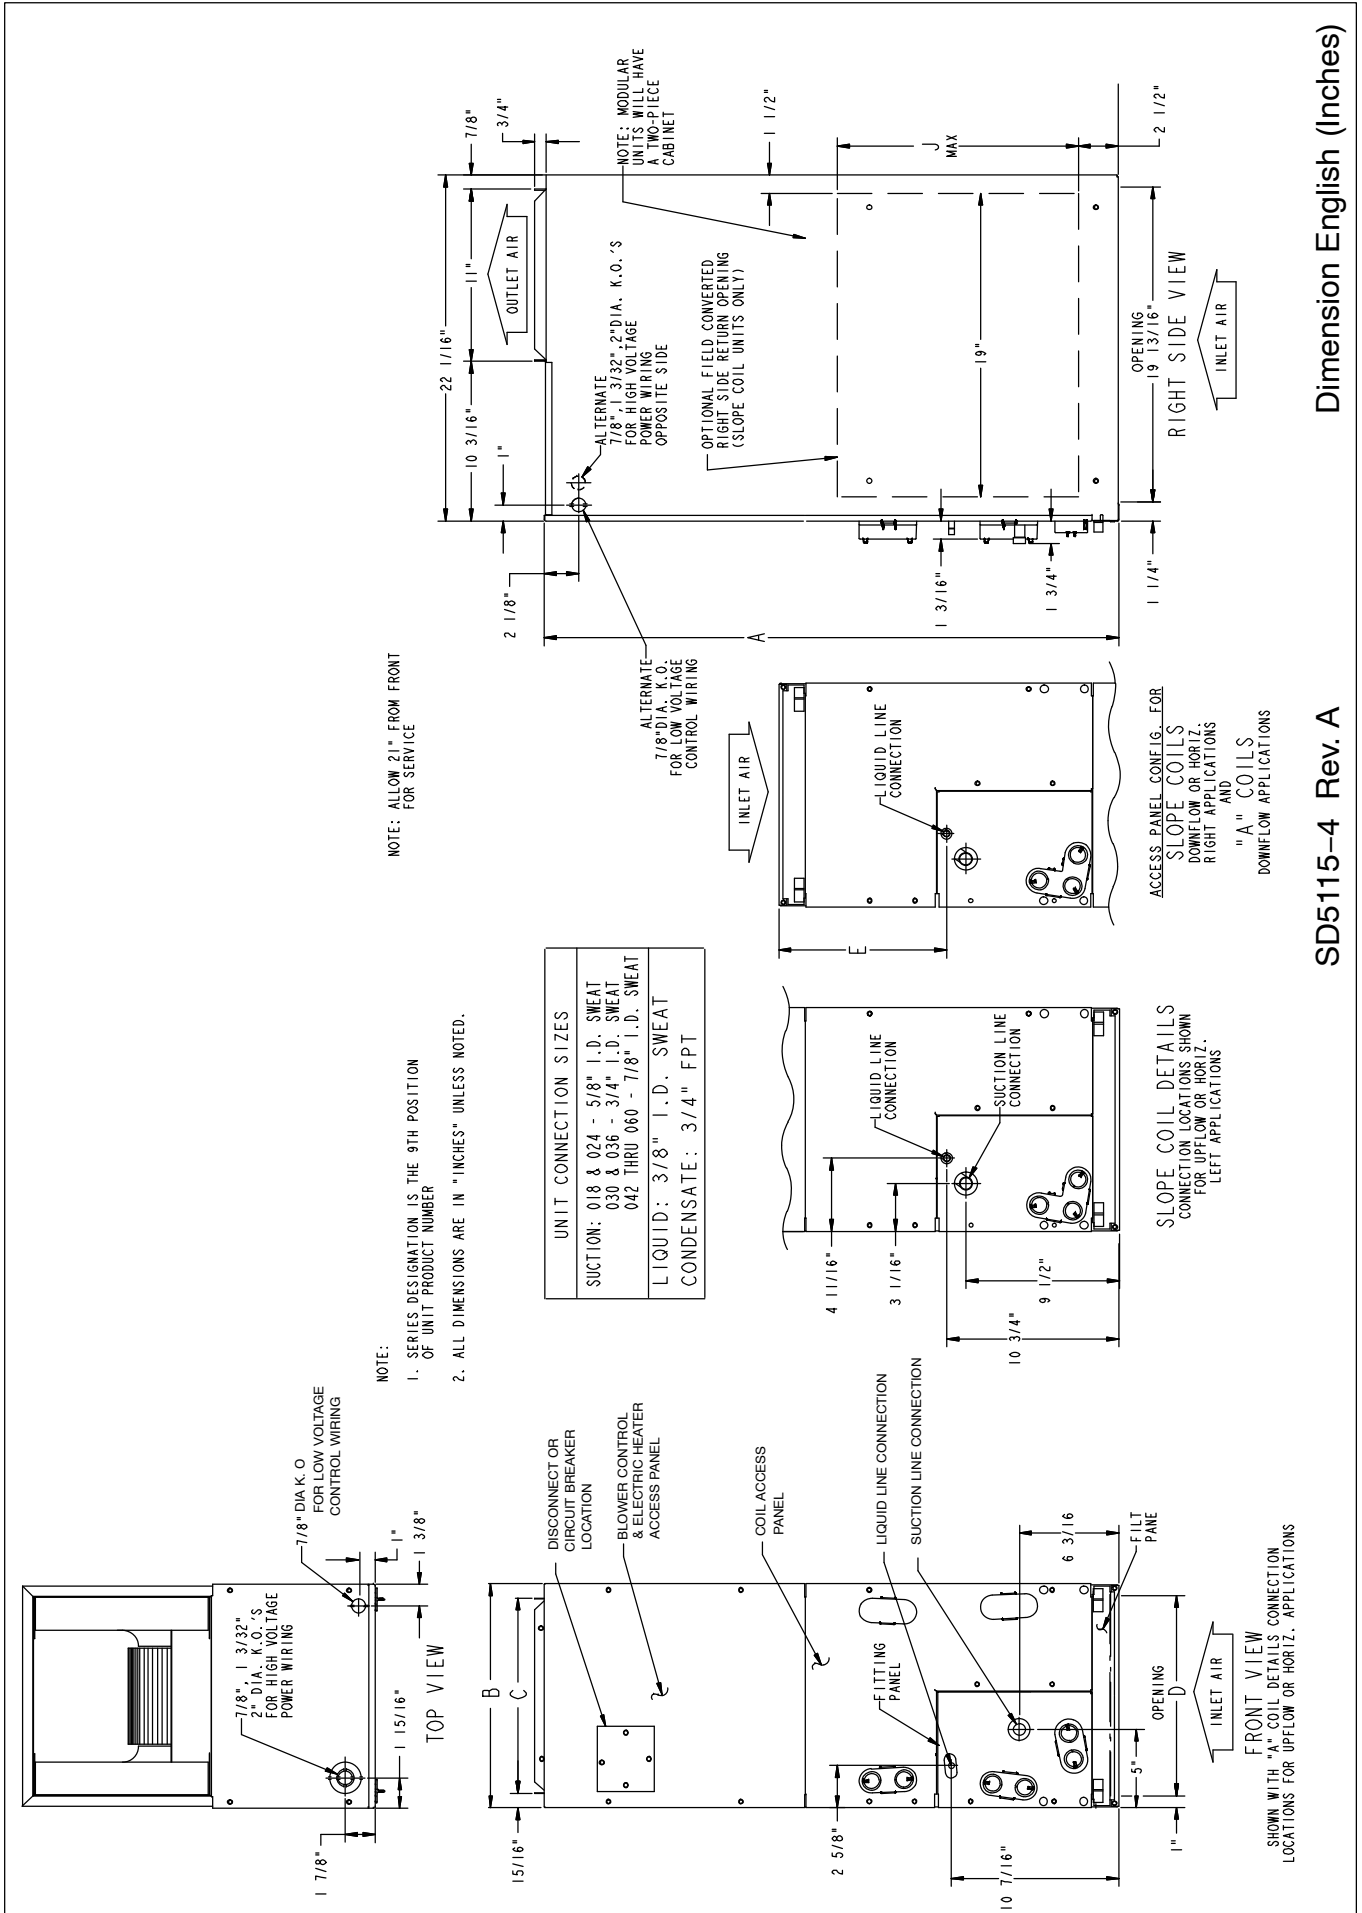 7/8", 1 3/32"
2" DIA. K.O.'S
FOR HIGH VOLTAGE
POWER WIRING
7/8" DIA K. O
FOR LOW VOLTAGE
CONTROL WIRING
1 7/8"
1 15/16"
1"
1 3/8"
TOP VIEW
NOTE:
1. SERIES DESIGNATION IS THE 9TH POSITION
OF UNIT PRODUCT NUMBER
2. ALL DIMENSIONS ARE IN "INCHES" UNLESS NOTED.
NOTE: ALLOW 21" FROM FRONT
FOR SERVICE
B
C
15/16"
DISCONNECT OR
CIRCUIT BREAKER
LOCATION
BLOWER CONTROL
& ELECTRIC HEATER
ACCESS PANEL
COIL ACCESS
PANEL
LIQUID LINE CONNECTION
SUCTION LINE CONNECTION
FITTING
PANEL
2 5/8"
10 7/16"
5"
6 3/16
FILT
PANE
1"
OPENING
D
INLET AIR
FRONT VIEW
SHOWN WITH "A" COIL DETAILS CONNECTION
LOCATIONS FOR UPFLOW OR HORIZ. APPLICATIONS
UNIT CONNECTION SIZES
SUCTION: 018 & 024 - 5/8" I.D. SWEAT
030 & 036 - 3/4" I.D. SWEAT
042 THRU 060 - 7/8" I.D. SWEAT
LIQUID: 3/8" I.D. SWEAT
CONDENSATE: 3/4" FPT
4 11/16"
3 1/16"
10 3/4"
9 1/2"
LIQUID LINE
CONNECTION
SUCTION LINE
CONNECTION
SLOPE COIL DETAILS
CONNECTION LOCATIONS SHOWN
FOR UPFLOW OR HORIZ.
LEFT APPLICATIONS
INLET AIR
E
LIQUID LINE
CONNECTION
ACCESS PANEL CONFIG. FOR
SLOPE COILS
DOWNFLOW OR HORIZ.
RIGHT APPLICATIONS
AND
"A" COILS
DOWNFLOW APPLICATIONS
22 1/16"
10 3/16"
11"
7/8"
3/4"
1"
2 1/8"
OUTLET AIR
ALTERNATE
7/8", 1 3/32", 2"DIA. K.O.'S
FOR HIGH VOLTAGE
POWER WIRING
OPPOSITE SIDE
ALTERNATE
7/8"DIA. K.O.
FOR LOW VOLTAGE
CONTROL WIRING
NOTE: MODULAR
UNITS WILL HAVE
A TWO-PIECE
CABINET
OPTIONAL FIELD CONVERTED
RIGHT SIDE RETURN OPENING
(SLOPE COIL UNITS ONLY)
A
1 1/2"
J
MAX
19"
1 3/16"
1 3/4"
1 1/4"
2 1/2"
OPENING
19 13/16"
RIGHT SIDE VIEW
INLET AIR
SD5115–4 Rev. A
Dimension English (Inches)